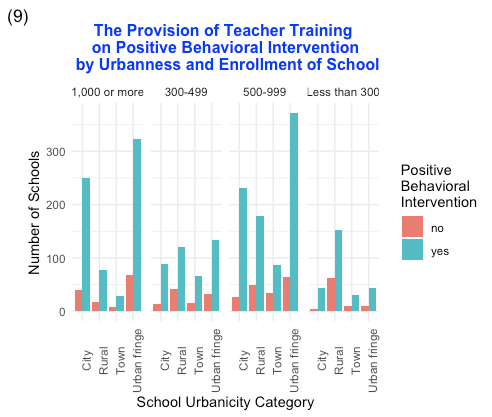 (9)
The Provision of Teacher Training
on Positive Behavioral Intervention
by Urbanness and Enrollment of School
1,000 or more 300-499 500-999 Less than 300
Number of Schools
300
200
100
0
City Rural Town Urban fringe City Rural Town Urban fringe City Rural Town Urban fringe City Rural Town Urban fringe
School Urbanicity Category
Positive
Behavioral
Intervention
no
yes